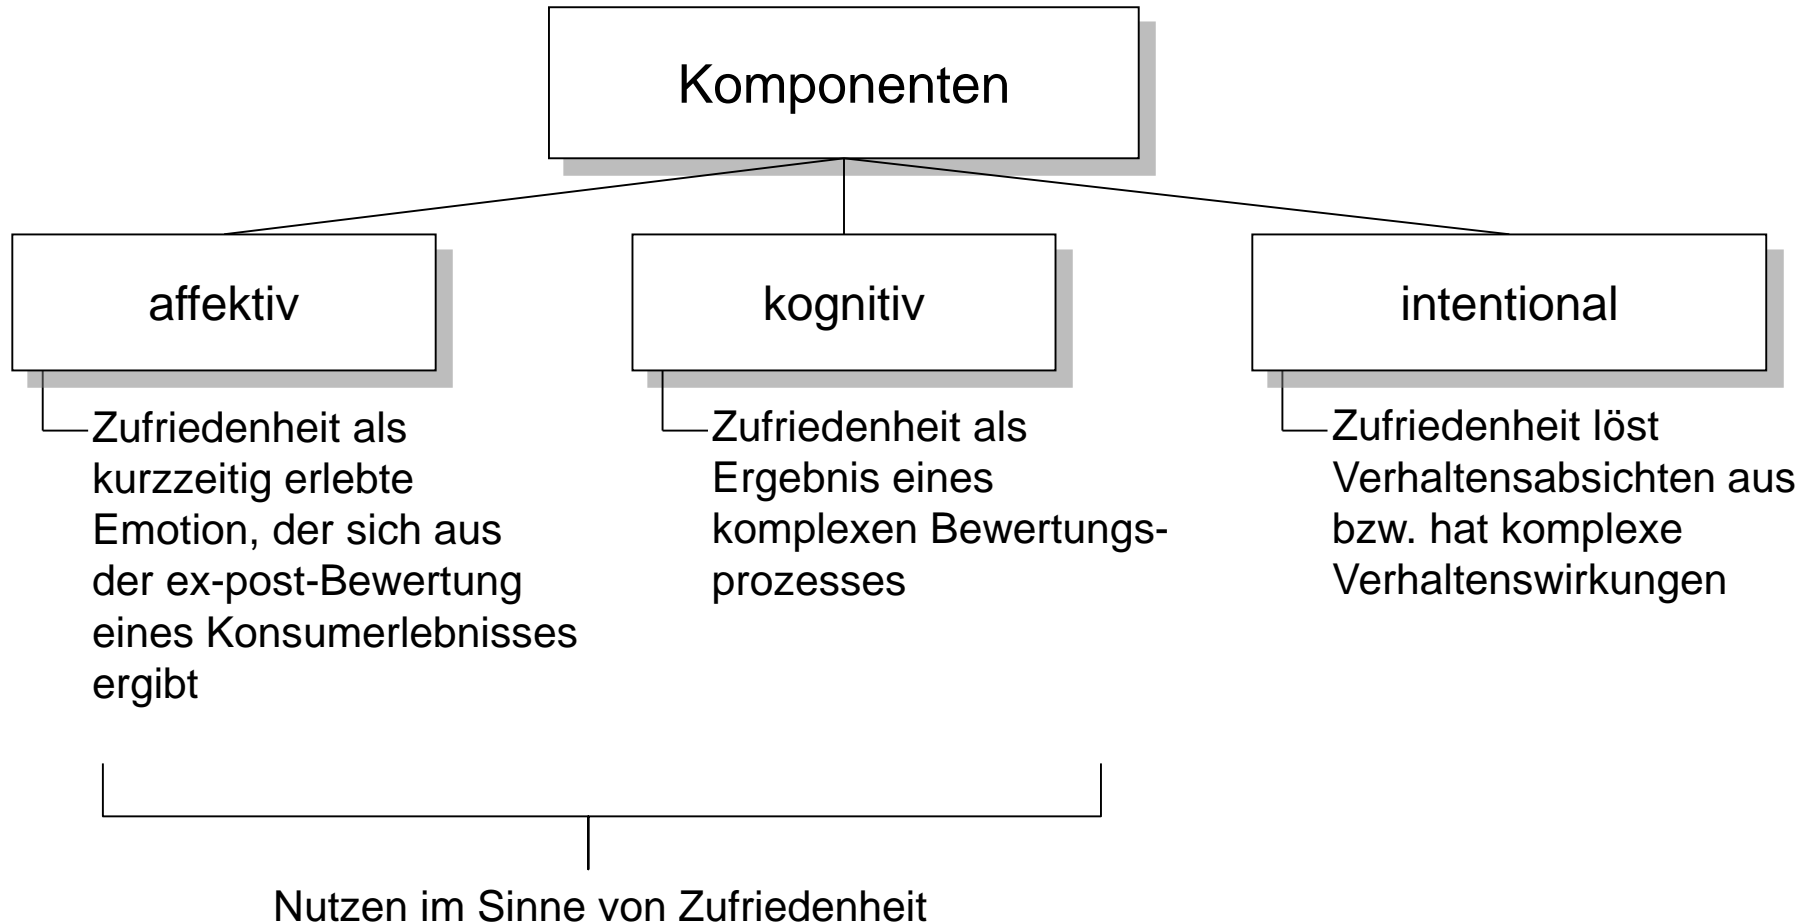 Komponenten
affektiv
kognitiv
intentional
Zufriedenheit als
kurzzeitig erlebte
Emotion, der sich aus
der ex-post-Bewertung
eines Konsumerlebnisses
ergibt
Zufriedenheit als
Ergebnis eines
komplexen Bewertungs-
prozesses
Zufriedenheit löst
Verhaltensabsichten aus
bzw. hat komplexe
Verhaltenswirkungen
Nutzen im Sinne von Zufriedenheit